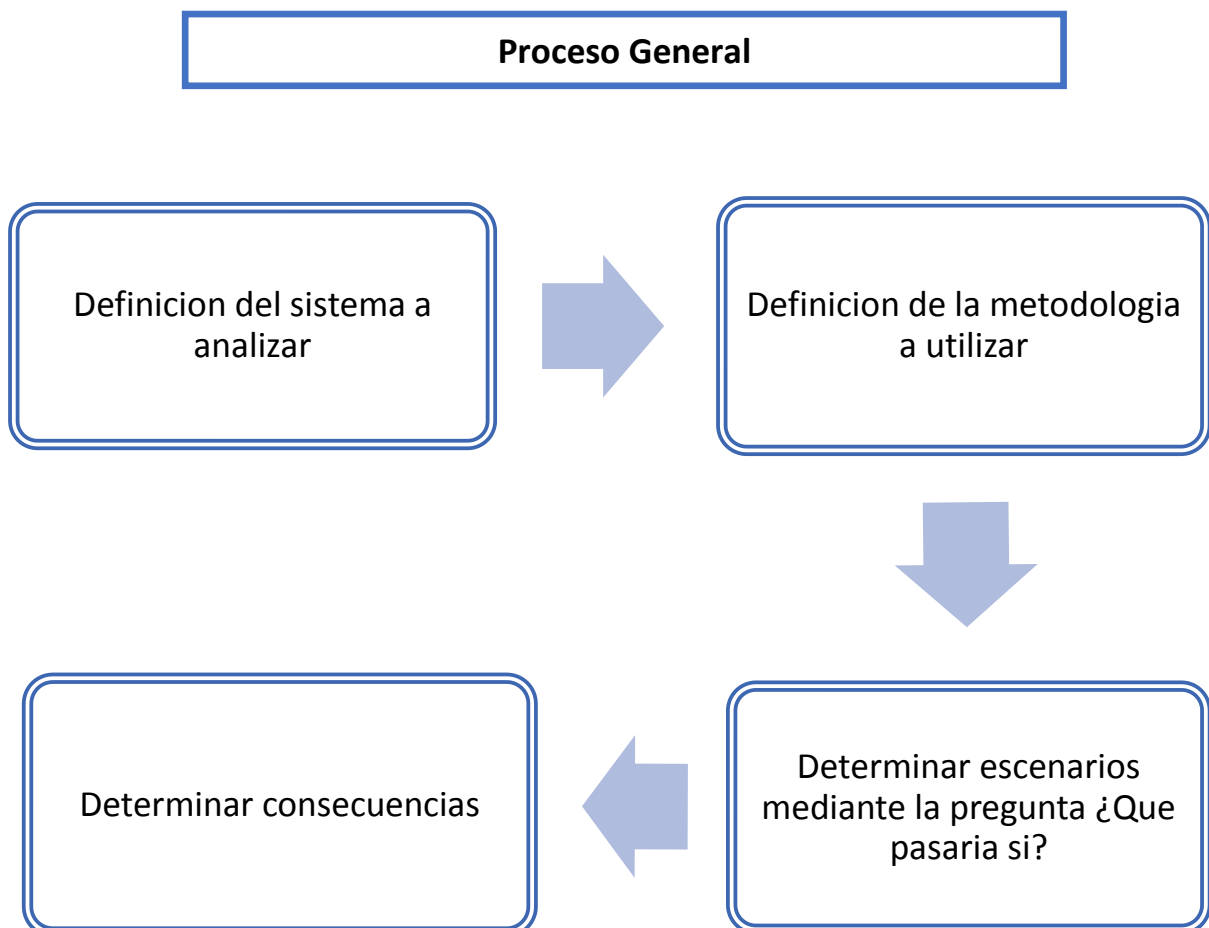 Proceso General
Definicion del sistema a
analizar
Definicion de la metodologia
a utilizar
Determinar escenarios
mediante la pregunta ¿Que
pasaria si?
Determinar consecuencias